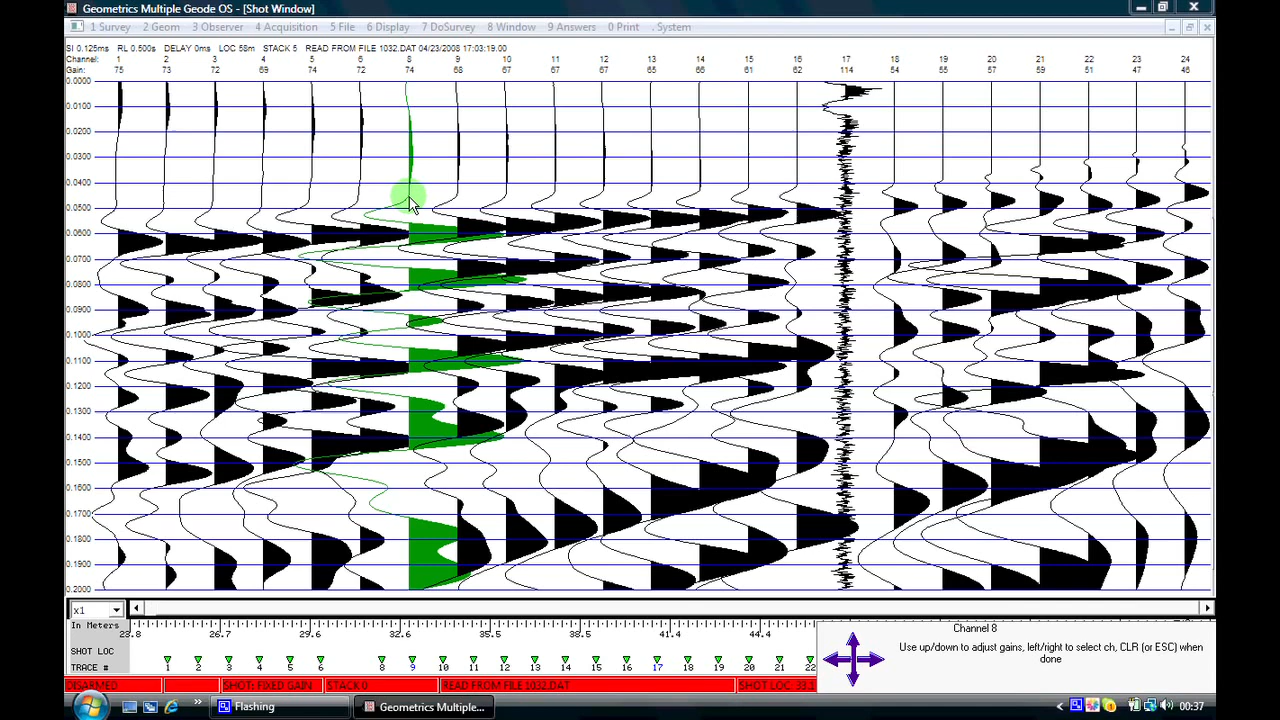 Geometrics Multiple Geode OS - [Shot Window]
1 Survey 2 Geom 3 Observer 4 Acquisition 5 File 6 Display 7 DoSurvey 8 Window 9 Answers 0 Print . System
SI 0.125ms RL 0.500s DELAY 0ms LOC 58m STACK 5 READ FROM FILE 1032.DAT 04/23/2008 17:03:19.00
Channel: 1 2 3 4 5 6 8 9 10 11 12 13 14 15 16 17 18 19 20 21 22 23 24
Gain: 75 73 72 69 74 72 74 68 67 67 67 65 66 61 62 114 54 55 57 59 51 47 46
0.0000
0.0100
0.0200
0.0300
0.0400
0.0500
0.0600
0.0700
0.0800
0.0900
0.1000
0.1100
0.1200
0.1300
0.1400
0.1500
0.1600
0.1700
0.1800
0.1900
0.2000
x1
In Meters 23.8 26.7 29.6 32.6 35.5 38.5 41.4 44.4
SHOT LOC
TRACE # 1 2 3 4 5 6 8 9 10 11 12 13 14 15 16 17 18 19 20 21 22
Channel 8
Use up/down to adjust gains, left/right to select ch, CLR (or ESC) when
done
DISARMED SHOT: FIXED GAIN STACK 0 READ FROM FILE 1032.DAT SHOT LOC: 33.1
Flashing Geometrics Multiple... 00:37